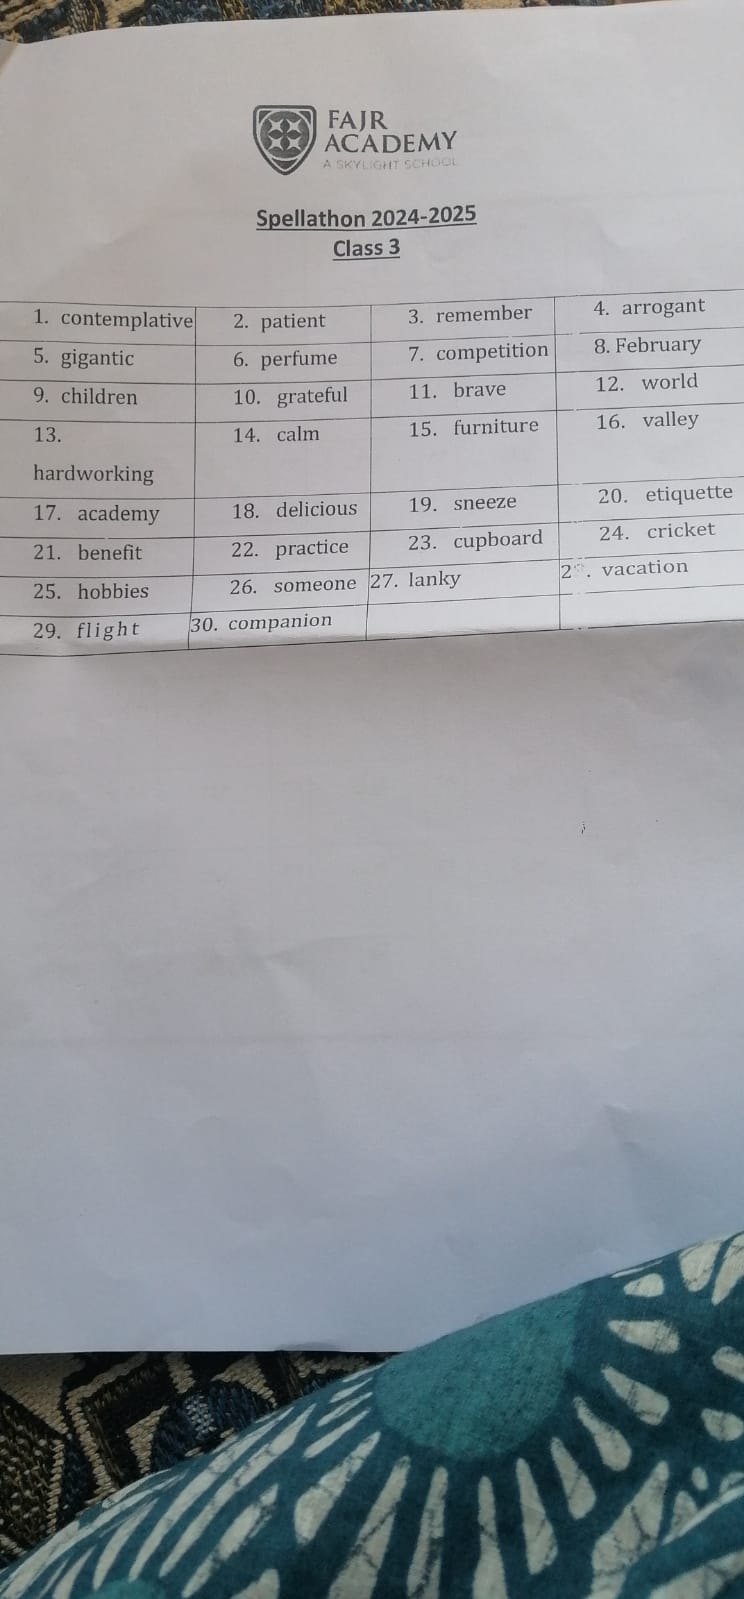 FAJR
ACADEMY
A SKYLIGHT SCHOOL
Spellathon 2024-2025
Class 3
1. contemplative 2. patient 3. remember 4. arrogant
5. gigantic 6. perfume 7. competition 8. February
9. children 10. grateful 11. brave 12. world
13. 14. calm 15. furniture 16. valley
hardworking
17. academy 18. delicious 19. sneeze 20. etiquette
21. benefit 22. practice 23. cupboard 24. cricket
25. hobbies 26. someone 27. lanky 2 . vacation
29. flight 30. companion